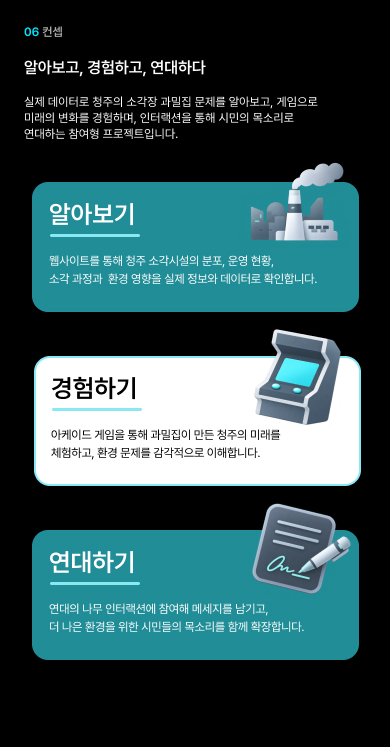 06 컨셉
알아보고, 경험하고, 연대하다
실제 데이터로 청주의 소각장 과밀집 문제를 알아보고, 게임으로
미래의 변화를 경험하며, 인터랙션을 통해 시민의 목소리로
연대하는 참여형 프로젝트입니다.
알아보기
웹사이트를 통해 청주 소각시설의 분포, 운영 현황,
소각 과정과 환경 영향을 실제 정보와 데이터로 확인합니다.
경험하기
아케이드 게임을 통해 과밀집이 만든 청주의 미래를
체험하고, 환경 문제를 감각적으로 이해합니다.
연대하기
연대의 나무 인터랙션에 참여해 메세지를 남기고,
더 나은 환경을 위한 시민들의 목소리를 함께 확장합니다.